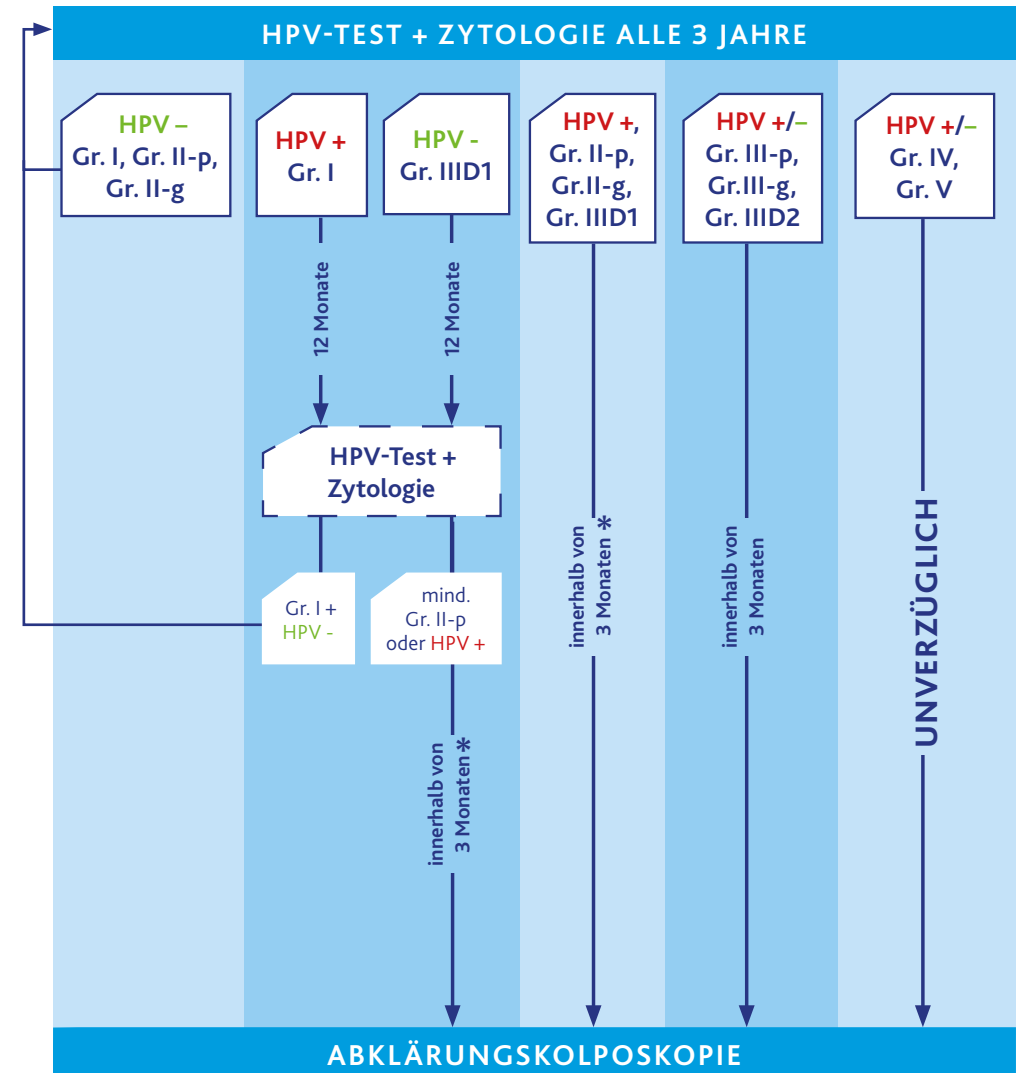 HPV-TEST + ZYTOLOGIE ALLE 3 JAHRE
HPV –
Gr. I, Gr. II-p,
Gr. II-g
HPV +
Gr. I
HPV -
Gr. IIID1
HPV +,
Gr. II-p,
Gr.II-g,
Gr. IIID1
HPV +/–
Gr. III-p,
Gr.III-g,
Gr. IIID2
HPV +/–
Gr. IV,
Gr. V
12 Monate
12 Monate
HPV-Test +
Zytologie
Gr. I +
HPV -
mind.
Gr. II-p
oder HPV +
innerhalb von
3 Monaten*
innerhalb von
3 Monaten *
innerhalb von
3 Monaten
UNVERZÜGLICH
ABKLÄRUNGSKOLPOSKOPIE